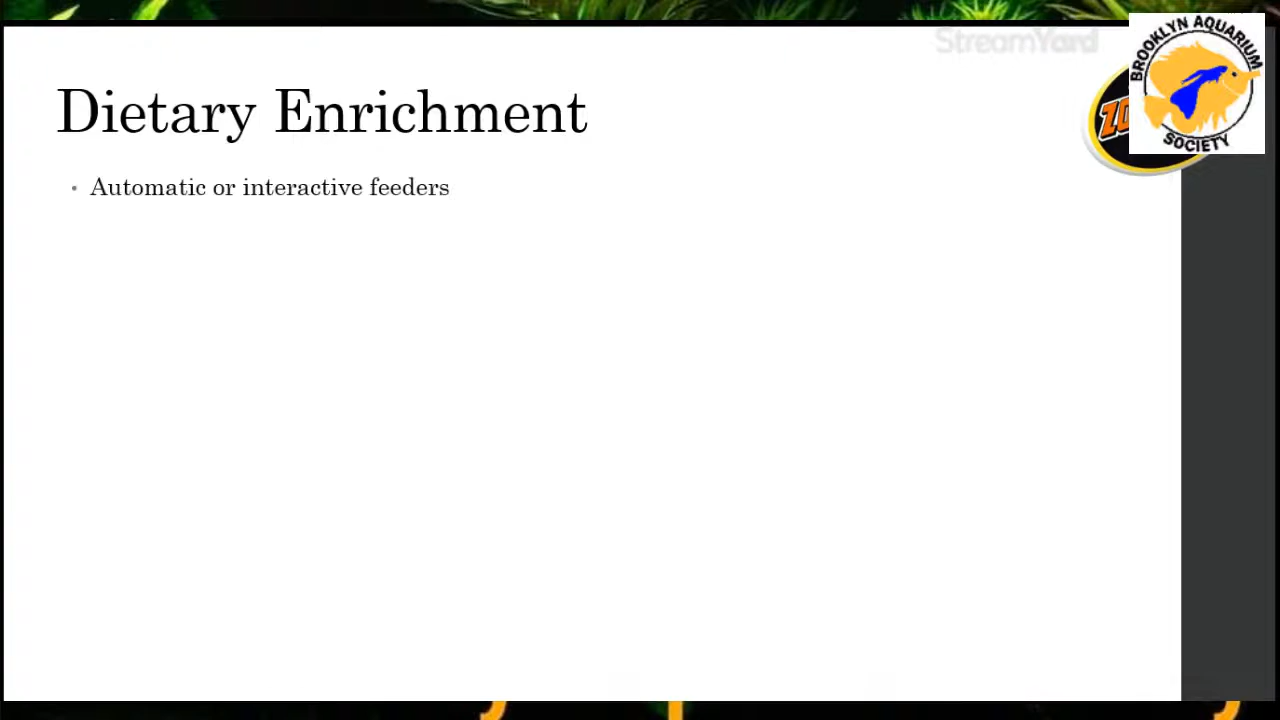 StreamYard
BROOKLYN AQUARIUM
SOCIETY
Dietary Enrichment
• Automatic or interactive feeders